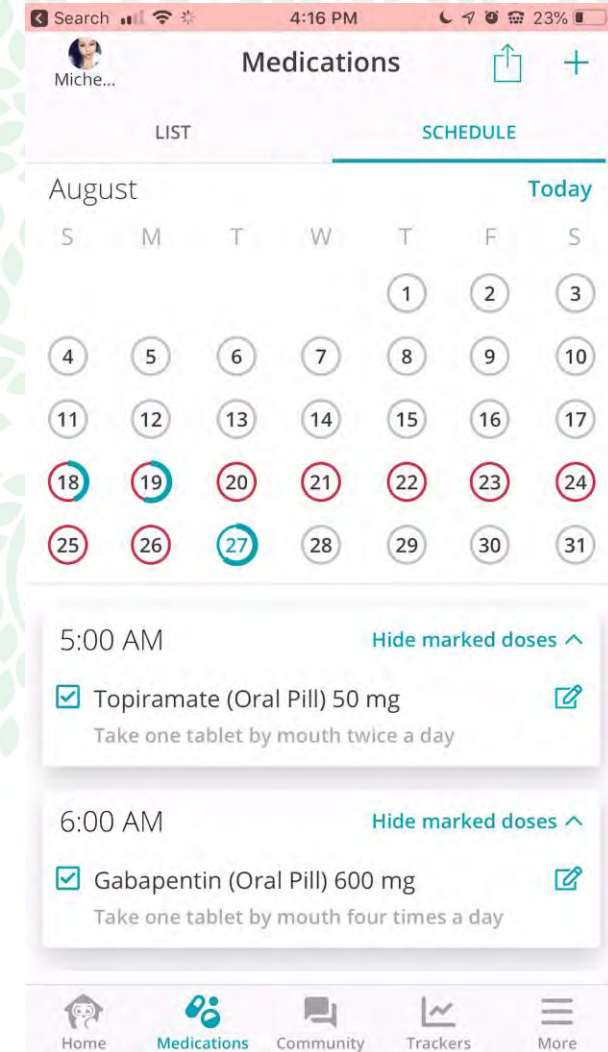 Search 4:16 PM 23%
Miche...
Medications
LIST SCHEDULE
August Today
S M T W T F S
1 2 3
4 5 6 7 8 9 10
11 12 13 14 15 16 17
18 19 20 21 22 23 24
25 26 27 28 29 30 31
5:00 AM Hide marked doses
Topiramate (Oral Pill) 50 mg
Take one tablet by mouth twice a day
6:00 AM Hide marked doses
Gabapentin (Oral Pill) 600 mg
Take one tablet by mouth four times a day
Home Medications Community Trackers More